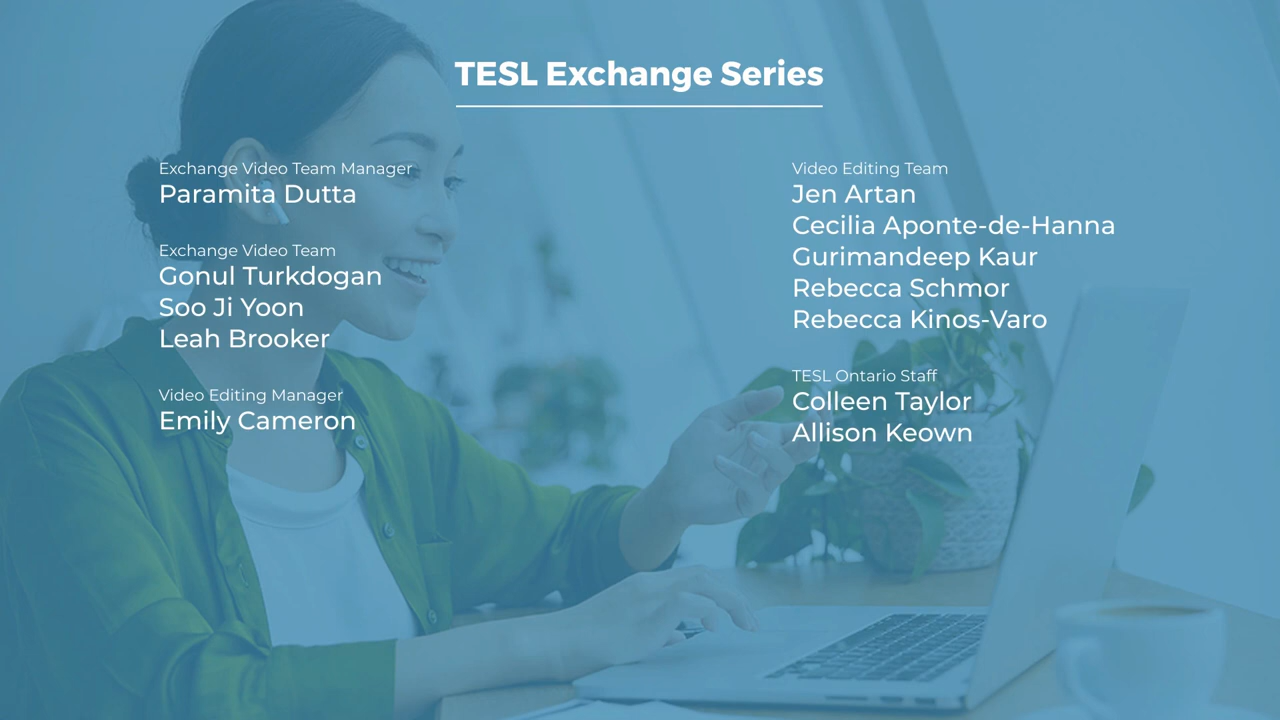 TESL Exchange Series
Exchange Video Team Manager
Paramita Dutta
Exchange Video Team
Gonul Turkdogan
Soo Ji Yoon
Leah Brooker
Video Editing Manager
Emily Cameron
Video Editing Team
Jen Artan
Cecilia Aponte-de-Hanna
Gurimandeep Kaur
Rebecca Schmor
Rebecca Kinos-Varo
TESL Ontario Staff
Colleen Taylor
Allison Keown